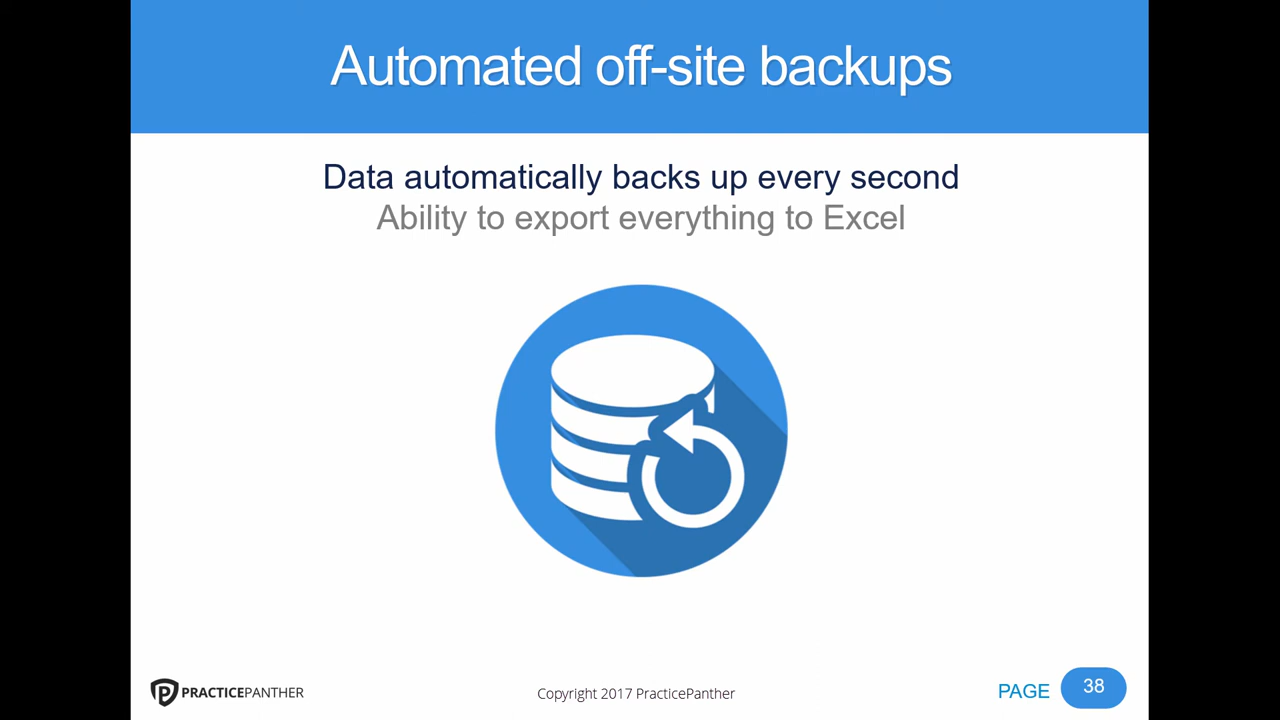 Automated off-site backups
Data automatically backs up every second
Ability to export everything to Excel
PRACTICEPANTHER
Copyright 2017 PracticePanther
PAGE 38